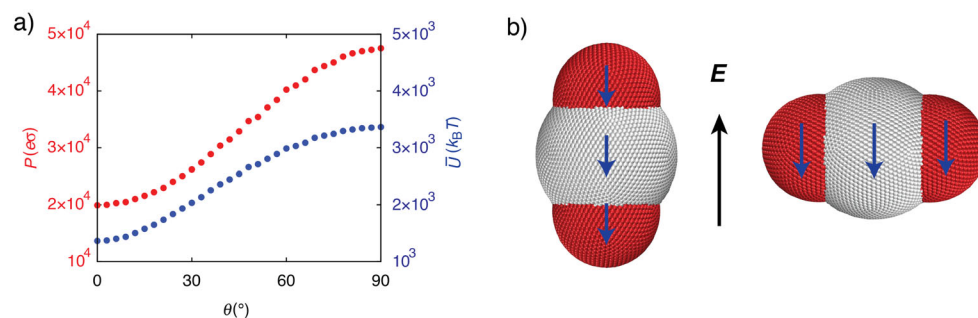 a)
5×10⁴
4×10⁴
3×10⁴
2×10⁴
10⁴
P(eσ)
5×10³
4×10³
3×10³
2×10³
10³
Ū(k_BT)
0 30 60 90
θ(°)
b)
E